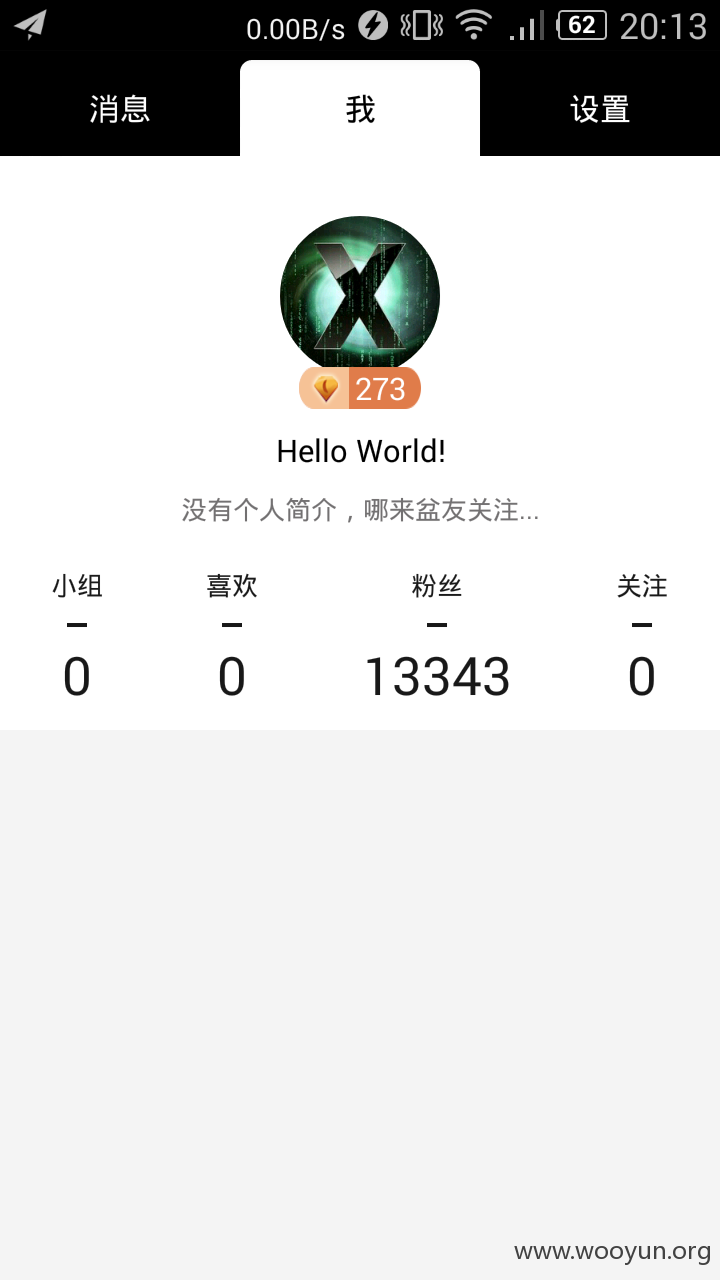 0.00B/s 62 20:13
消息 我 设置
X
273
Hello World!
没有个人简介，哪来盆友关注...
小组 喜欢 粉丝 关注
0 0 13343 0
www.wooyun.org